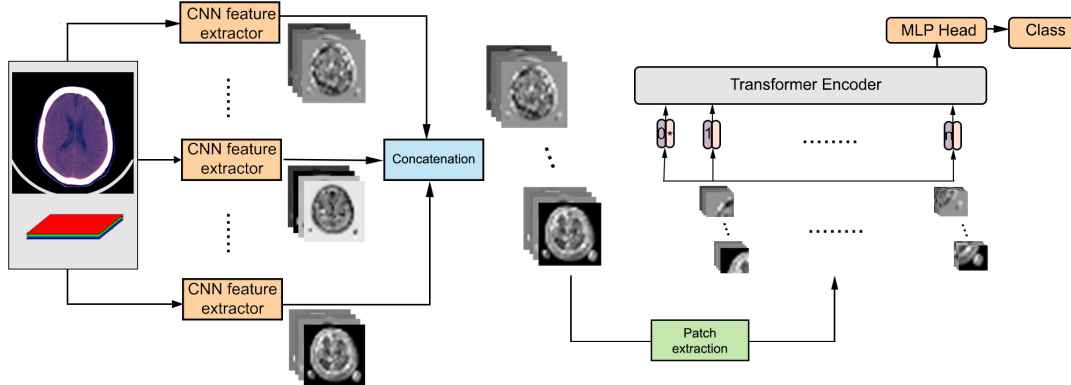 CNN feature
extractor
CNN feature
extractor
CNN feature
extractor
Concatenation
Patch
extraction
0 *
1
n
Transformer Encoder
MLP Head
Class